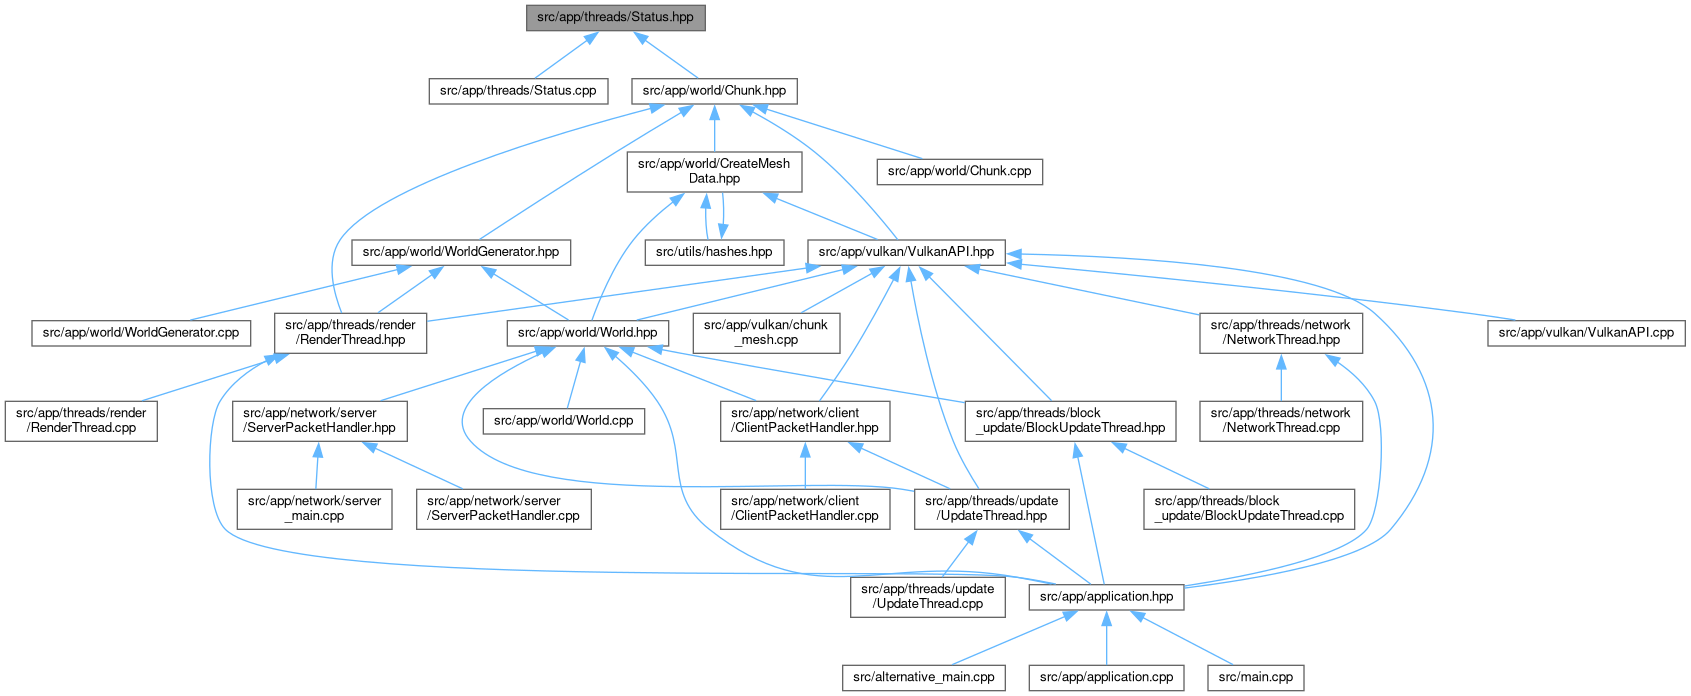 src/app/threads/Status.hpp
src/app/threads/Status.cpp
src/app/world/Chunk.hpp
src/app/world/CreateMesh
Data.hpp
src/app/world/Chunk.cpp
src/app/world/WorldGenerator.hpp
src/utils/hashes.hpp
src/app/vulkan/VulkanAPI.hpp
src/app/world/WorldGenerator.cpp
src/app/threads/render
/RenderThread.hpp
src/app/world/World.hpp
src/app/vulkan/chunk
_mesh.cpp
src/app/threads/network
/NetworkThread.hpp
src/app/vulkan/VulkanAPI.cpp
src/app/threads/render
/RenderThread.cpp
src/app/network/server
/ServerPacketHandler.hpp
src/app/world/World.cpp
src/app/network/client
/ClientPacketHandler.hpp
src/app/threads/block
_update/BlockUpdateThread.hpp
src/app/threads/network
/NetworkThread.cpp
src/app/network/server
_main.cpp
src/app/network/server
/ServerPacketHandler.cpp
src/app/network/client
/ClientPacketHandler.cpp
src/app/threads/update
/UpdateThread.hpp
src/app/threads/block
_update/BlockUpdateThread.cpp
src/app/threads/update
/UpdateThread.cpp
src/app/application.hpp
src/alternative_main.cpp
src/app/application.cpp
src/main.cpp